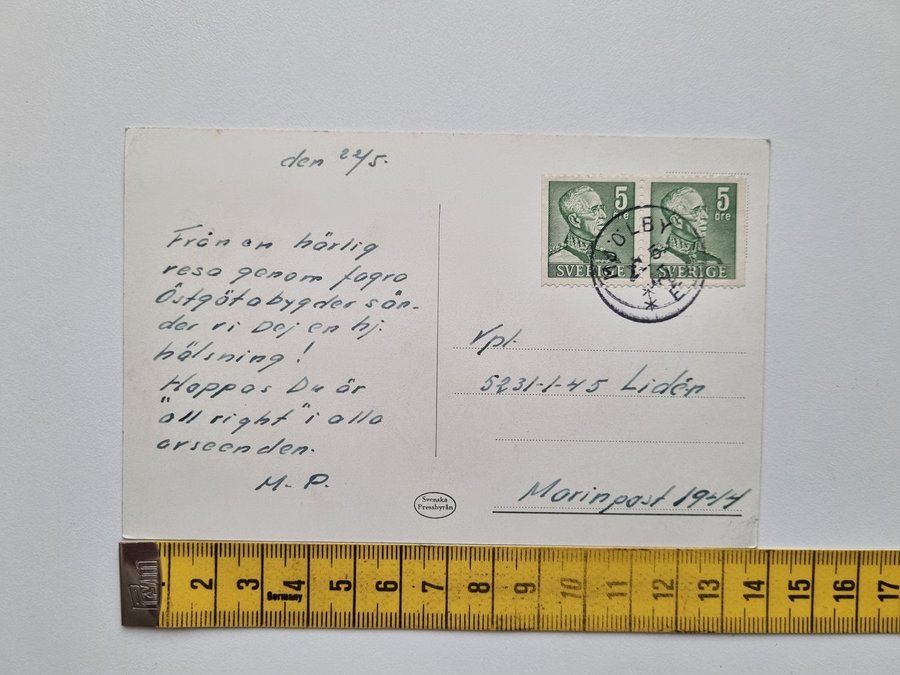 den 22/5.
Från en härlig
resa genom fagra
Östgötabygder sän-
der vi Dej en hj.
hälsning!
Hoppas Du är
"all right" i alla
avseenden.
M. P.
5 öre
SVERIGE
5 öre
SVERIGE
MJÖLBY
Vpl.
5231-1-45 Lidén
Marinpost 1944
Svenska
Pressbyrån
2 3 4 5 6 7 8 9 10 11 12 13 14 15 16 17
Germany